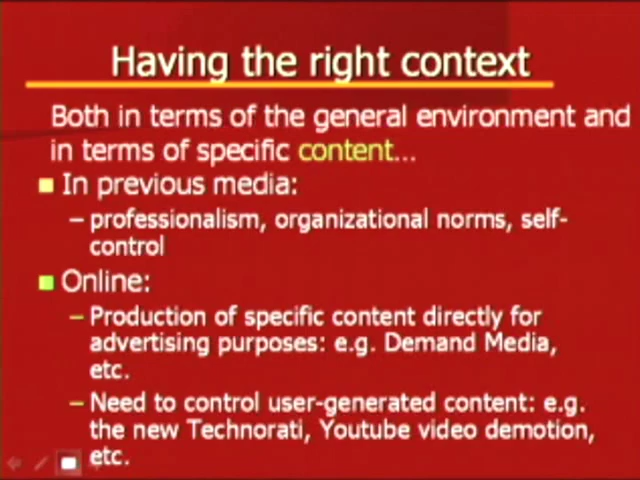 Having the right context
Both in terms of the general environment and
in terms of specific content...
In previous media:
– professionalism, organizational norms, self-
control
Online:
– Production of specific content directly for
advertising purposes: e.g. Demand Media,
etc.
– Need to control user-generated content: e.g.
the new Technorati, Youtube video demotion,
etc.